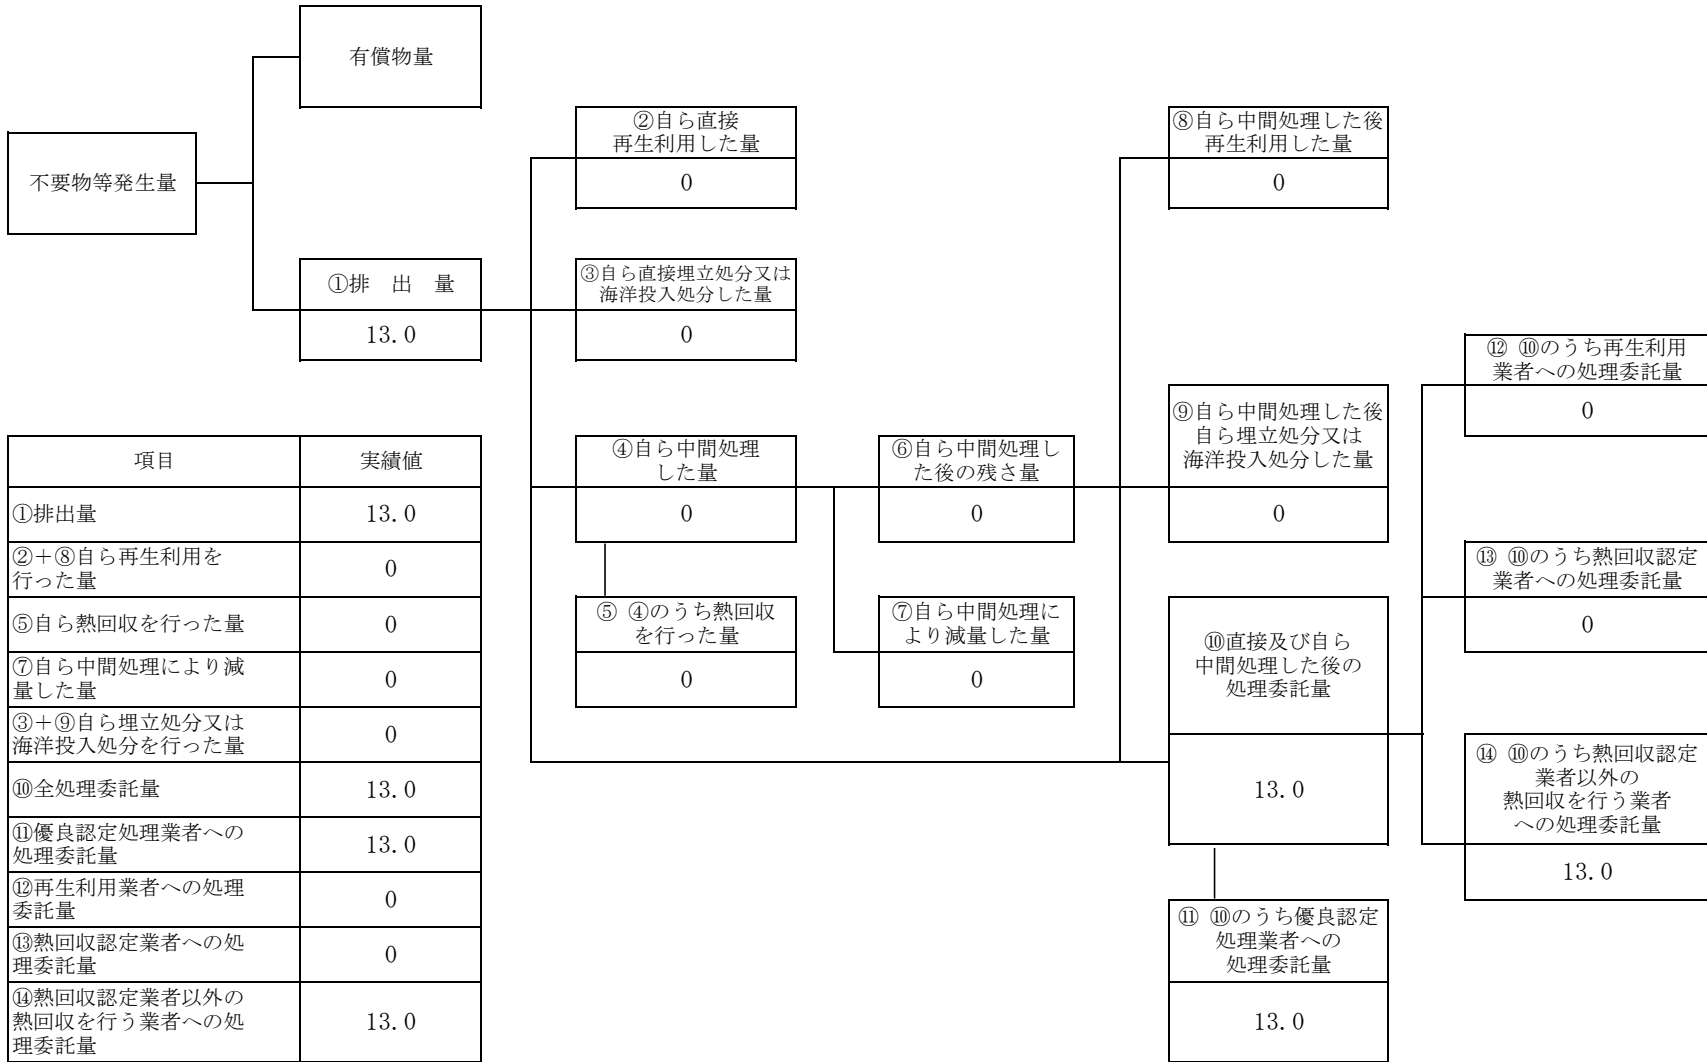 有償物量
不要物等発生量
①排　出　量
13.0
②自ら直接
再生利用した量
0
③自ら直接埋立処分又は
海洋投入処分した量
0
④自ら中間処理
した量
0
⑤ ④のうち熱回収
を行った量
0
⑥自ら中間処理し
た後の残さ量
0
⑦自ら中間処理に
より減量した量
0
⑧自ら中間処理した後
再生利用した量
0
⑨自ら中間処理した後
自ら埋立処分又は
海洋投入処分した量
0
⑩直接及び自ら
中間処理した後の
処理委託量
13.0
⑪ ⑩のうち優良認定
処理業者への
処理委託量
13.0
⑫ ⑩のうち再生利用
業者への処理委託量
0
⑬ ⑩のうち熱回収認定
業者への処理委託量
0
⑭ ⑩のうち熱回収認定
業者以外の
熱回収を行う業者
への処理委託量
13.0
項目 実績値
①排出量 13.0
②＋⑧自ら再生利用を
行った量 0
⑤自ら熱回収を行った量 0
⑦自ら中間処理により減
量した量 0
③＋⑨自ら埋立処分又は
海洋投入処分を行った量 0
⑩全処理委託量 13.0
⑪優良認定処理業者への
処理委託量 13.0
⑫再生利用業者への処理
委託量 0
⑬熱回収認定業者への処
理委託量 0
⑭熱回収認定業者以外の
熱回収を行う業者への処
理委託量 13.0